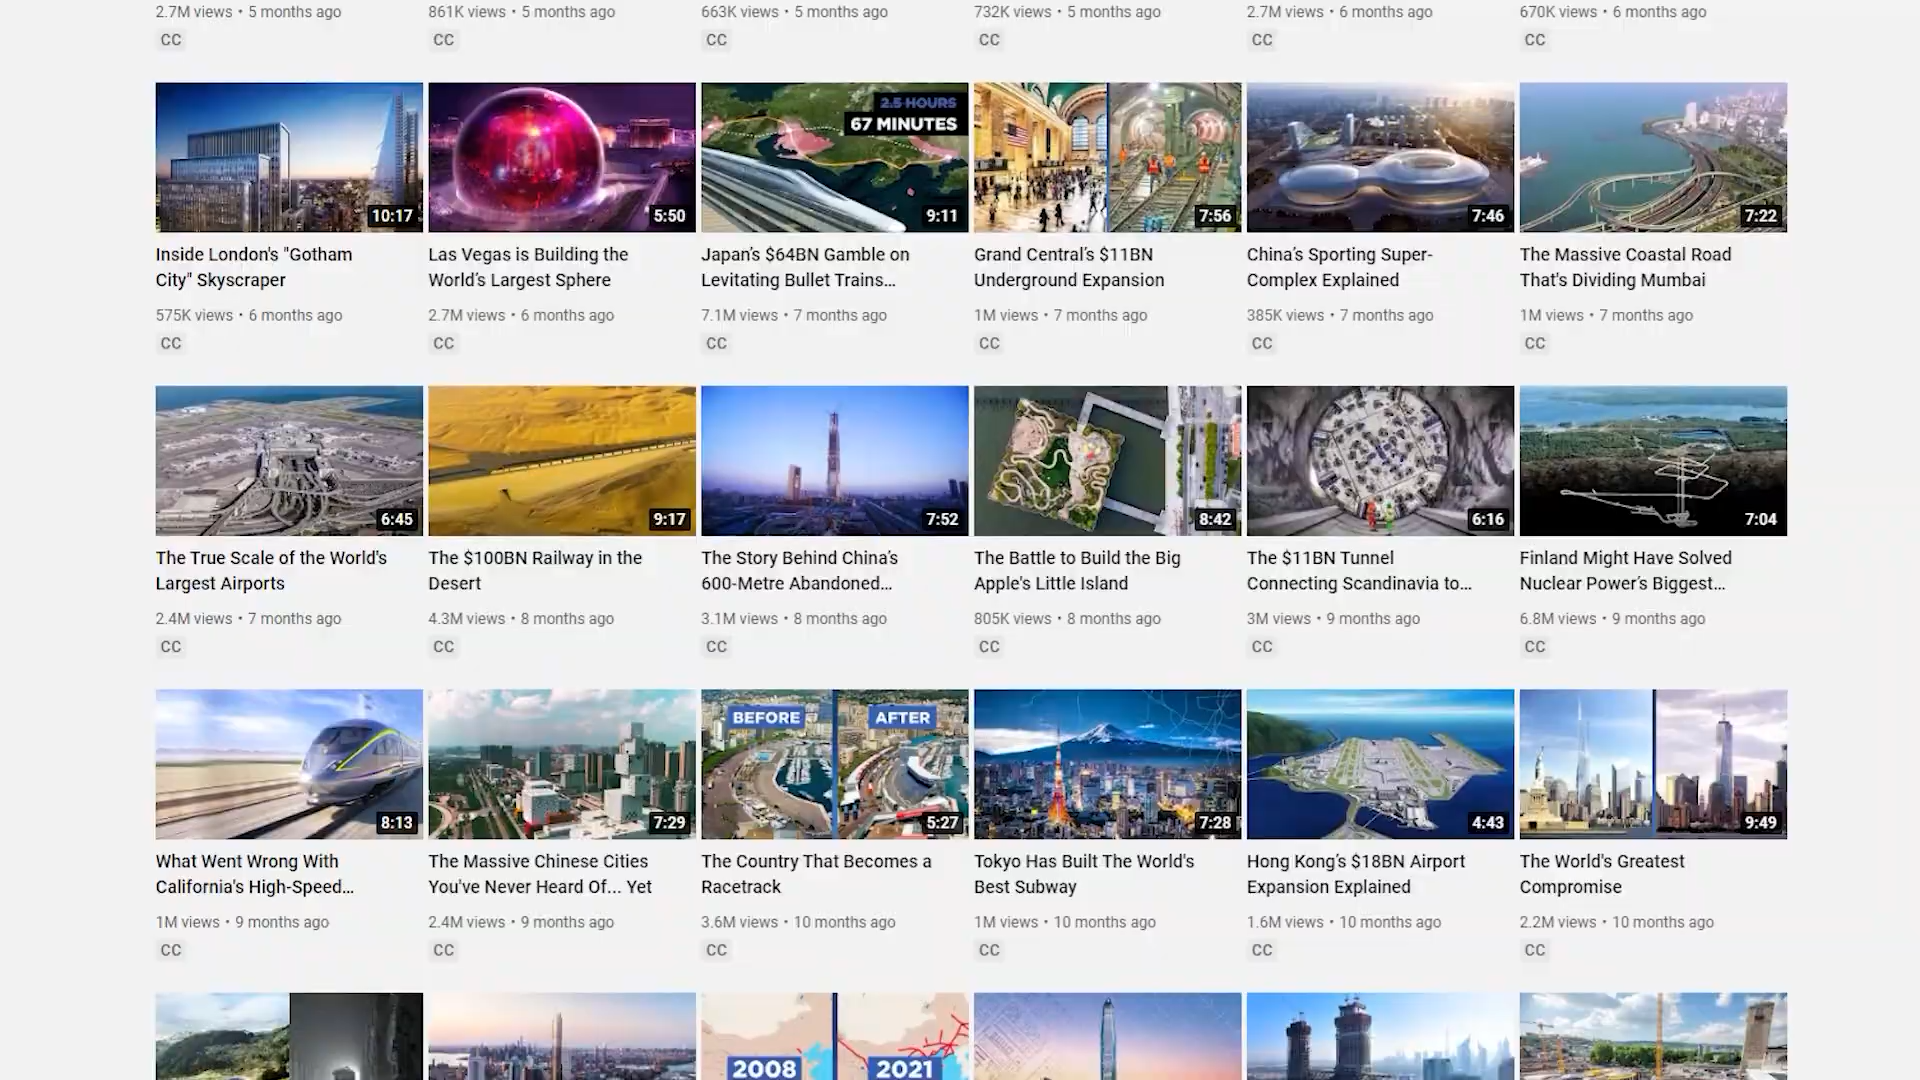 2.7M views • 5 months ago
861K views • 5 months ago
663K views • 5 months ago
732K views • 5 months ago
2.7M views • 6 months ago
670K views • 6 months ago
CC
CC
CC
CC
CC
CC
10:17
5:50
2.5 HOURS
67 MINUTES
9:11
7:56
7:46
7:22
Inside London's "Gotham
City" Skyscraper
575K views • 6 months ago
CC
Las Vegas is Building the
World’s Largest Sphere
2.7M views • 6 months ago
CC
Japan’s $64BN Gamble on
Levitating Bullet Trains...
7.1M views • 7 months ago
CC
Grand Central’s $11BN
Underground Expansion
1M views • 7 months ago
CC
China’s Sporting Super-
Complex Explained
385K views • 7 months ago
CC
The Massive Coastal Road
That's Dividing Mumbai
1M views • 7 months ago
CC
6:45
9:17
7:52
8:42
6:16
7:04
The True Scale of the World's
Largest Airports
2.4M views • 7 months ago
CC
The $100BN Railway in the
Desert
4.3M views • 8 months ago
CC
The Story Behind China’s
600-Metre Abandoned...
3.1M views • 8 months ago
CC
The Battle to Build the Big
Apple's Little Island
805K views • 8 months ago
CC
The $11BN Tunnel
Connecting Scandinavia to...
3M views • 9 months ago
CC
Finland Might Have Solved
Nuclear Power’s Biggest...
6.8M views • 9 months ago
CC
8:13
7:29
BEFORE
AFTER
5:27
7:28
4:43
9:49
What Went Wrong With
California's High-Speed...
1M views • 9 months ago
CC
The Massive Chinese Cities
You've Never Heard Of... Yet
2.4M views • 9 months ago
CC
The Country That Becomes a
Racetrack
3.6M views • 10 months ago
CC
Tokyo Has Built The World's
Best Subway
1M views • 10 months ago
CC
Hong Kong’s $18BN Airport
Expansion Explained
1.6M views • 10 months ago
CC
The World's Greatest
Compromise
2.2M views • 10 months ago
CC
2008
2021